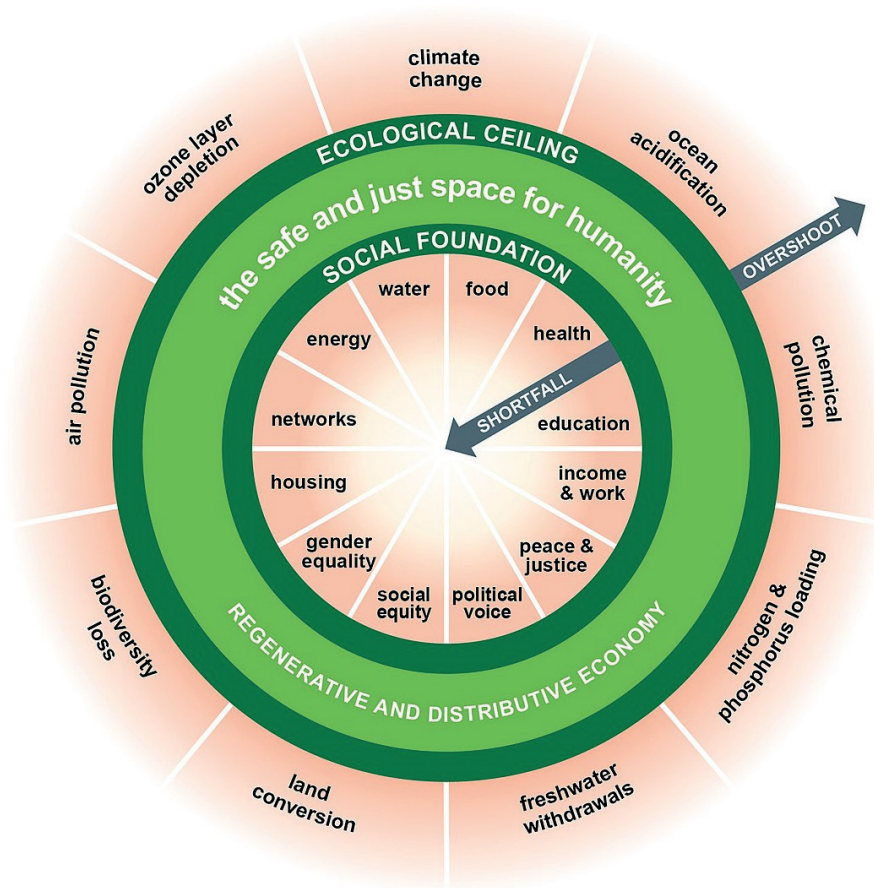 climate
change
ocean
acidification
chemical
pollution
nitrogen &
phosphorus loading
freshwater
withdrawals
land
conversion
biodiversity
loss
air pollution
ozone layer
depletion
ECOLOGICAL CEILING
the safe and just space for humanity
SOCIAL FOUNDATION
OVERSHOOT
SHORTFALL
water
food
health
education
income
& work
peace &
justice
political
voice
social
equity
gender
equality
housing
networks
energy
REGENERATIVE AND DISTRIBUTIVE ECONOMY